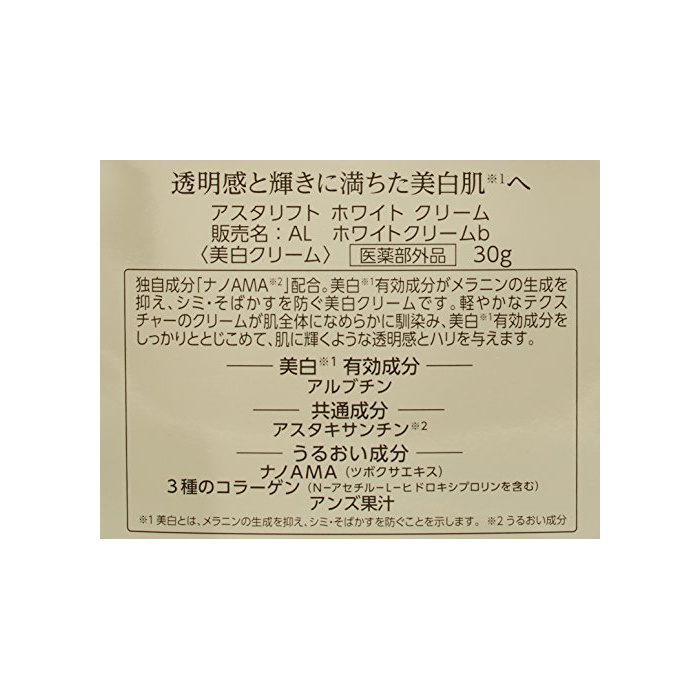 透明感と輝きに満ちた美白肌※1へ
アスタリフト ホワイト クリーム
販売名：AL ホワイトクリームb
〈美白クリーム〉 医薬部外品 30g
独自成分「ナノAMA※2」配合。美白※1有効成分がメラニンの生成を
抑え、シミ・そばかすを防ぐ美白クリームです。軽やかなテクス
チャーのクリームが肌全体になめらかに馴染み、美白※1有効成分を
しっかりととじこめて、肌に輝くような透明感とハリを与えます。
美白※1 有効成分
アルブチン
共通成分
アスタキサンチン※2
うるおい成分
ナノAMA（ツボクサエキス）
3種のコラーゲン（N−アセチル−L−ヒドロキシプロリンを含む）
アンズ果汁
※1 美白とは、メラニンの生成を抑え、シミ・そばかすを防ぐことを示します。 ※2 うるおい成分